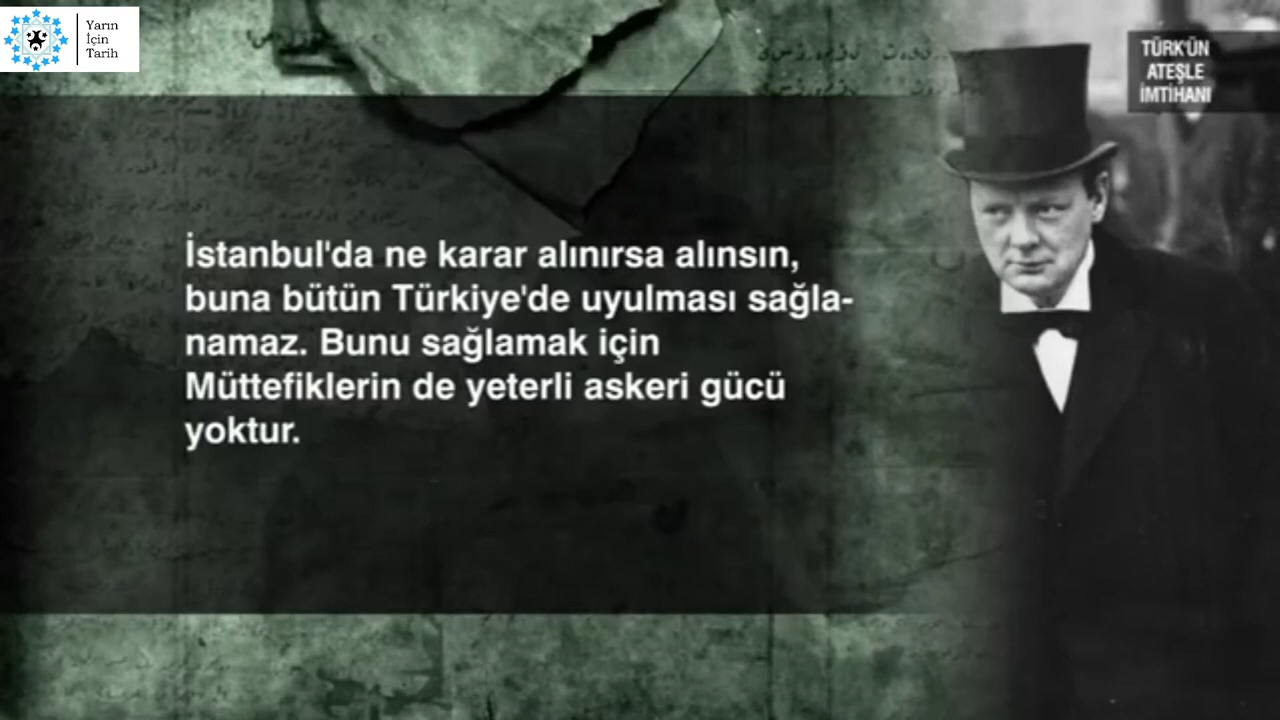 Yarın
İçin
Tarih
TÜRK'ÜN
ATEŞLE
İMTİHANI
İstanbul'da ne karar alınırsa alınsın,
buna bütün Türkiye'de uyulması sağla-
namaz. Bunu sağlamak için
Müttefiklerin de yeterli askeri gücü
yoktur.